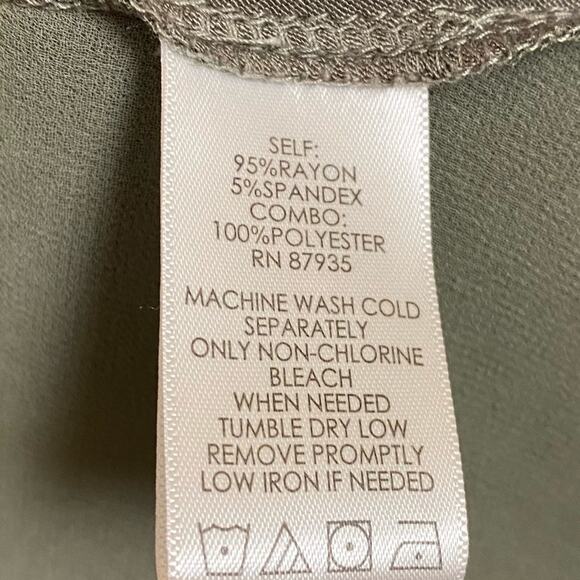 SELF:
95%RAYON
5%SPANDEX
COMBO:
100%POLYESTER
RN 87935
MACHINE WASH COLD
SEPARATELY
ONLY NON-CHLORINE
BLEACH
WHEN NEEDED
TUMBLE DRY LOW
REMOVE PROMPTLY
LOW IRON IF NEEDED